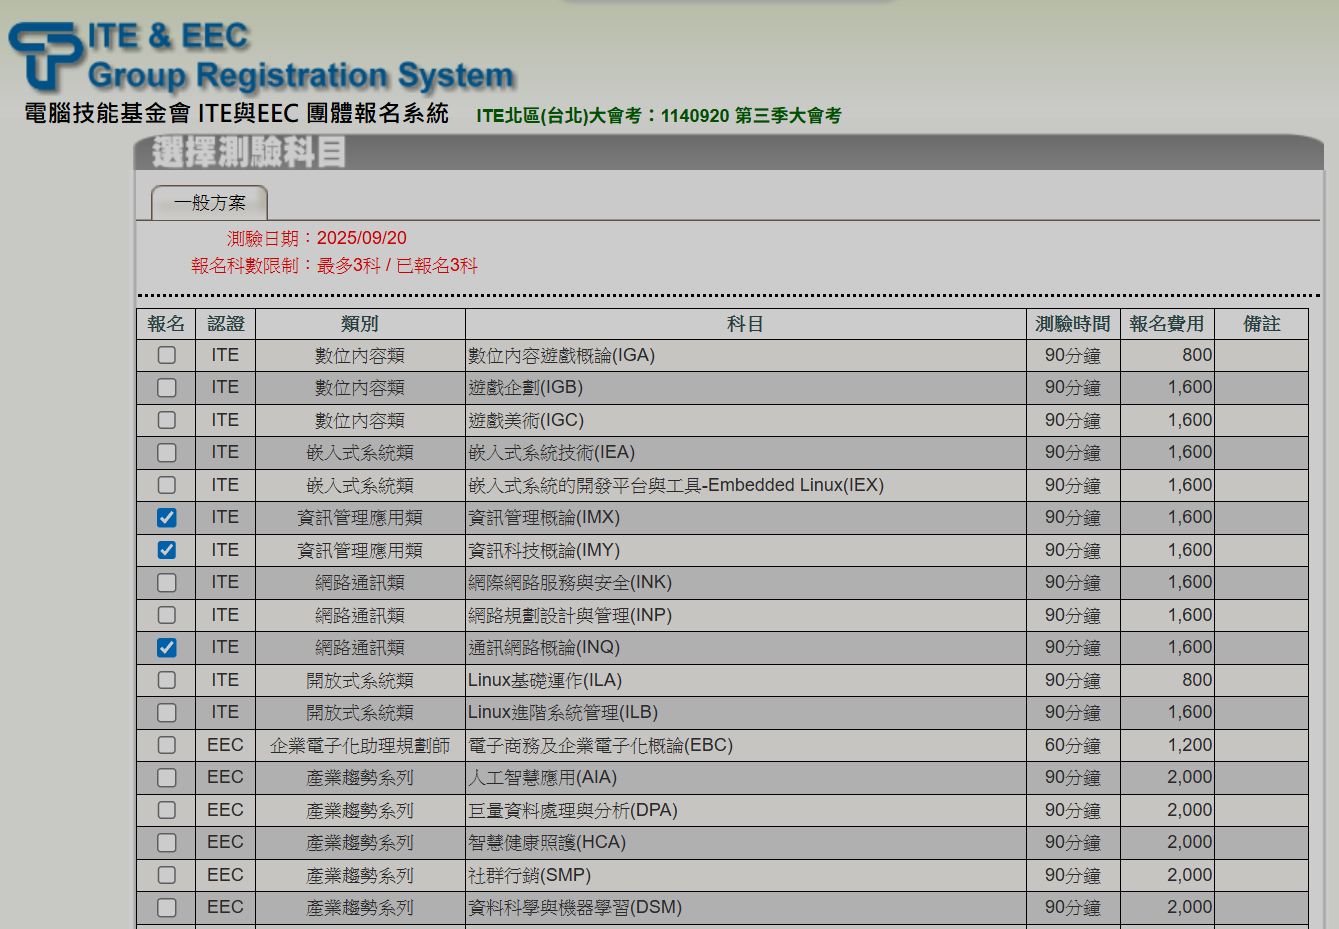 ITE & EEC
Group Registration System
電腦技能基金會 ITE與EEC 團體報名系統 ITE北區(台北)大會考：1140920 第三季大會考
選擇測驗科目
一般方案
測驗日期：2025/09/20
報名科數限制：最多3科 / 已報名3科
報名 認證 類別 科目 測驗時間 報名費用 備註
ITE 數位內容類 數位內容遊戲概論(IGA) 90分鐘 800
ITE 數位內容類 遊戲企劃(IGB) 90分鐘 1,600
ITE 數位內容類 遊戲美術(IGC) 90分鐘 1,600
ITE 嵌入式系統類 嵌入式系統技術(IEA) 90分鐘 1,600
ITE 嵌入式系統類 嵌入式系統的開發平台與工具-Embedded Linux(IEX) 90分鐘 1,600
ITE 資訊管理應用類 資訊管理概論(IMX) 90分鐘 1,600
ITE 資訊管理應用類 資訊科技概論(IMY) 90分鐘 1,600
ITE 網路通訊類 網際網路服務與安全(INK) 90分鐘 1,600
ITE 網路通訊類 網路規劃設計與管理(INP) 90分鐘 1,600
ITE 網路通訊類 通訊網路概論(INQ) 90分鐘 1,600
ITE 開放式系統類 Linux基礎運作(ILA) 90分鐘 800
ITE 開放式系統類 Linux進階系統管理(ILB) 90分鐘 1,600
EEC 企業電子化助理規劃師 電子商務及企業電子化概論(EBC) 60分鐘 1,200
EEC 產業趨勢系列 人工智慧應用(AIA) 90分鐘 2,000
EEC 產業趨勢系列 巨量資料處理與分析(DPA) 90分鐘 2,000
EEC 產業趨勢系列 智慧健康照護(HCA) 90分鐘 2,000
EEC 產業趨勢系列 社群行銷(SMP) 90分鐘 2,000
EEC 產業趨勢系列 資料科學與機器學習(DSM) 90分鐘 2,000